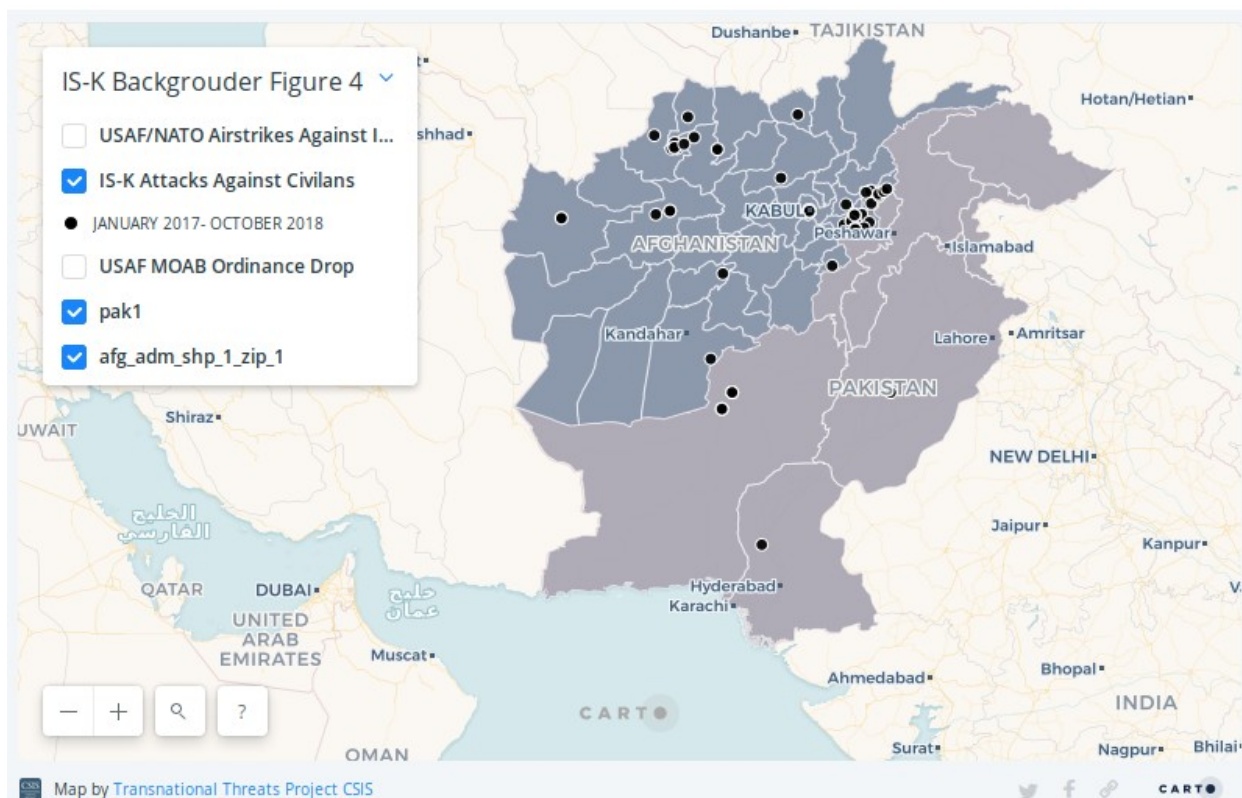 IS-K Backgrouder Figure 4
USAF/NATO Airstrikes Against I...
IS-K Attacks Against Civilans
JANUARY 2017- OCTOBER 2018
USAF MOAB Ordinance Drop
pak1
afg_adm_shp_1_zip_1
Dushanbe
TAJIKISTAN
Hotan/Hetian
shhad
KABUL
Peshawar
AFGHANISTAN
Islamabad
Kandahar
Lahore
Amritsar
PAKISTAN
Shiraz
UWAIT
NEW DELHI
الخليج
الفارسي
Jaipur
Kanpur
QATAR
DUBAI
خليج
عمان
Hyderabad
Karachi
V
UNITED
ARAB
EMIRATES
Muscat
Ahmedabad
Bhopal
INDIA
CARTO
OMAN
Surat
Nagpur
Bhilai
?
CSIS
Map by Transnational Threats Project CSIS
CARTO